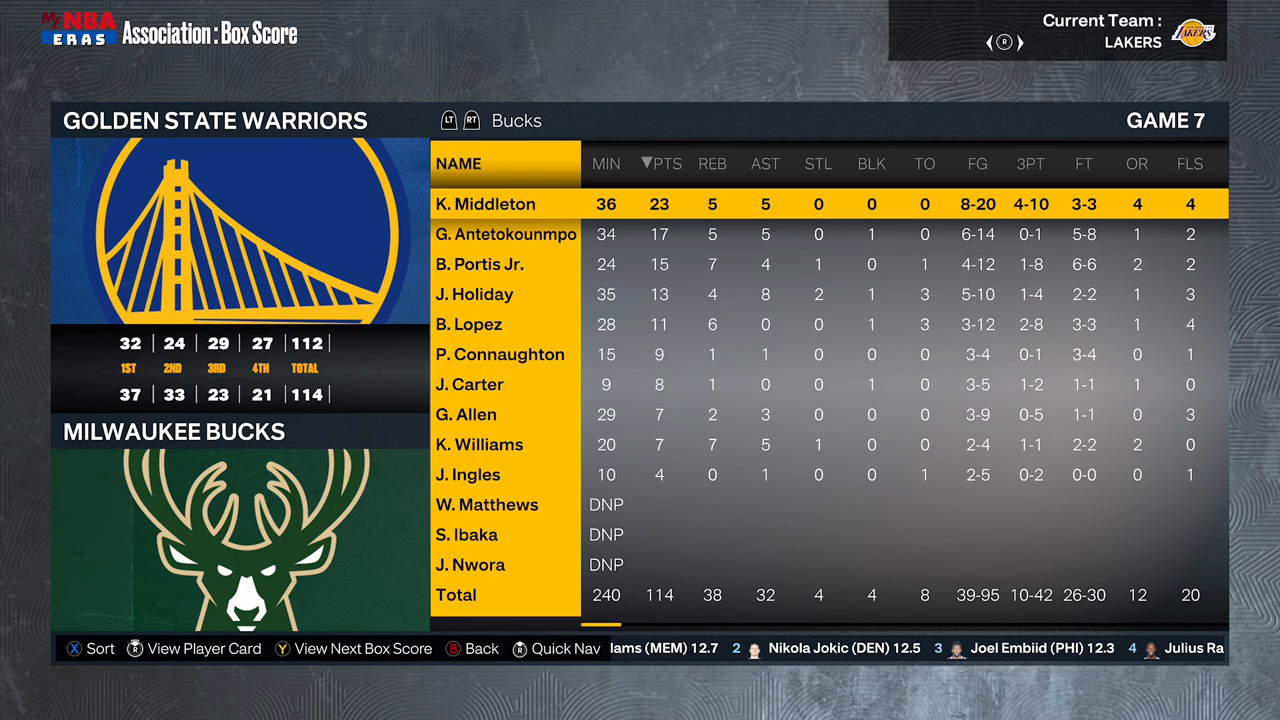 MyNBA ERAS Association : Box Score
Current Team :
R LAKERS
LAKERS
GOLDEN STATE WARRIORS
LT RT Bucks GAME 7
NAME MIN ▼PTS REB AST STL BLK TO FG 3PT FT OR FLS
K. Middleton 36 23 5 5 0 0 0 8-20 4-10 3-3 4 4
G. Antetokounmpo 34 17 5 5 0 1 0 6-14 0-1 5-8 1 2
B. Portis Jr. 24 15 7 4 1 0 1 4-12 1-8 6-6 2 2
J. Holiday 35 13 4 8 2 1 3 5-10 1-4 2-2 1 3
B. Lopez 28 11 6 0 0 1 3 3-12 2-8 3-3 1 4
P. Connaughton 15 9 1 1 0 0 0 3-4 0-1 3-4 0 1
J. Carter 9 8 1 0 0 1 0 3-5 1-2 1-1 1 0
G. Allen 29 7 2 3 0 0 0 3-9 0-5 1-1 0 3
K. Williams 20 7 7 5 1 0 0 2-4 1-1 2-2 2 0
J. Ingles 10 4 0 1 0 0 1 2-5 0-2 0-0 0 1
W. Matthews DNP
S. Ibaka DNP
J. Nwora DNP
Total 240 114 38 32 4 4 8 39-95 10-42 26-30 12 20
32 24 29 27 112
1ST 2ND 3RD 4TH TOTAL
37 33 23 21 114
MILWAUKEE BUCKS
X Sort R View Player Card Y View Next Box Score B Back R Quick Nav
lams (MEM) 12.7 2 Nikola Jokic (DEN) 12.5 3 Joel Embiid (PHI) 12.3 4 Julius Ra